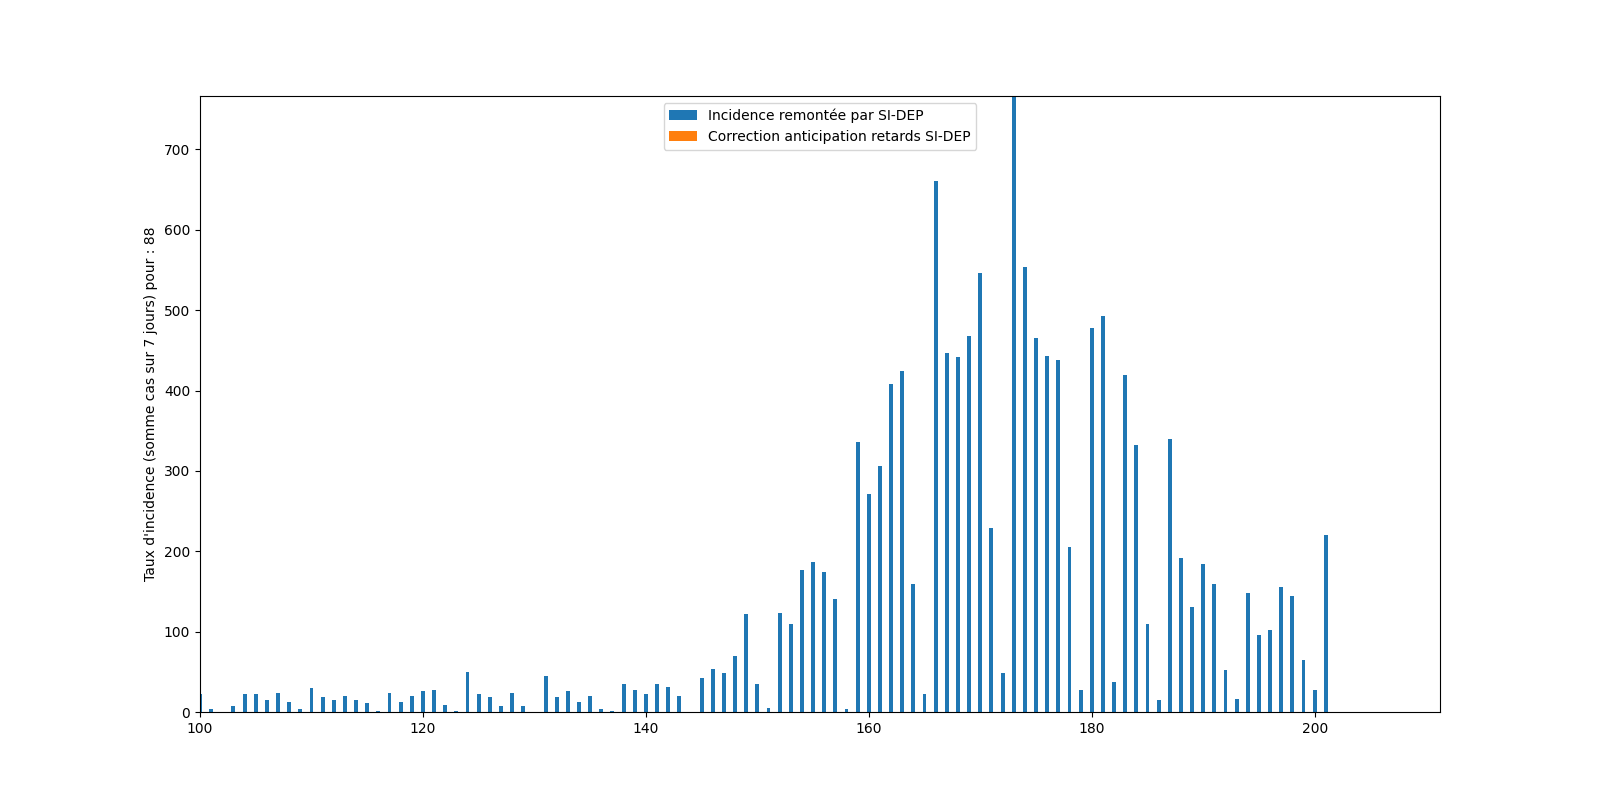 Incidence remontée par SI-DEP
Correction anticipation retards SI-DEP
Taux d'incidence (somme cas sur 7 jours) pour : 88
700
600
500
400
300
200
100
0
100 120 140 160 180 200